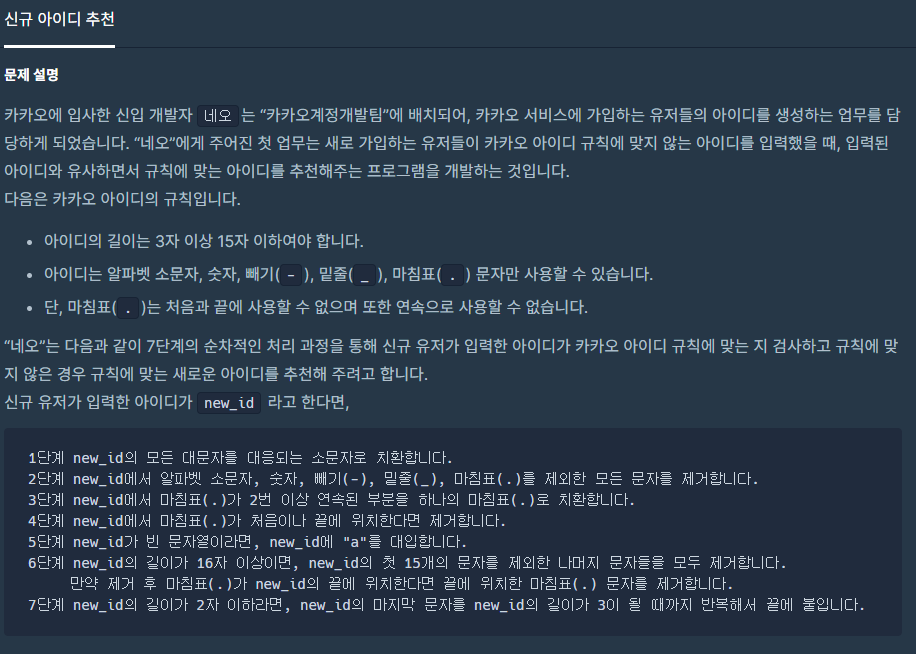 신규 아이디 추천
문제 설명
카카오에 입사한 신입 개발자 네오 는 “카카오계정개발팀”에 배치되어, 카카오 서비스에 가입하는 유저들의 아이디를 생성하는 업무를 담
당하게 되었습니다. “네오”에게 주어진 첫 업무는 새로 가입하는 유저들이 카카오 아이디 규칙에 맞지 않는 아이디를 입력했을 때, 입력된
아이디와 유사하면서 규칙에 맞는 아이디를 추천해주는 프로그램을 개발하는 것입니다.
다음은 카카오 아이디의 규칙입니다.
• 아이디의 길이는 3자 이상 15자 이하여야 합니다.
• 아이디는 알파벳 소문자, 숫자, 빼기( - ), 밑줄( _ ), 마침표( . ) 문자만 사용할 수 있습니다.
• 단, 마침표( . )는 처음과 끝에 사용할 수 없으며 또한 연속으로 사용할 수 없습니다.
“네오”는 다음과 같이 7단계의 순차적인 처리 과정을 통해 신규 유저가 입력한 아이디가 카카오 아이디 규칙에 맞는 지 검사하고 규칙에 맞
지 않은 경우 규칙에 맞는 새로운 아이디를 추천해 주려고 합니다.
신규 유저가 입력한 아이디가 new_id 라고 한다면,
1단계 new_id의 모든 대문자를 대응되는 소문자로 치환합니다.
2단계 new_id에서 알파벳 소문자, 숫자, 빼기(-), 밑줄(_), 마침표(.)를 제외한 모든 문자를 제거합니다.
3단계 new_id에서 마침표(.)가 2번 이상 연속된 부분을 하나의 마침표(.)로 치환합니다.
4단계 new_id에서 마침표(.)가 처음이나 끝에 위치한다면 제거합니다.
5단계 new_id가 빈 문자열이라면, new_id에 "a"를 대입합니다.
6단계 new_id의 길이가 16자 이상이면, new_id의 첫 15개의 문자를 제외한 나머지 문자들을 모두 제거합니다.
만약 제거 후 마침표(.)가 new_id의 끝에 위치한다면 끝에 위치한 마침표(.) 문자를 제거합니다.
7단계 new_id의 길이가 2자 이하라면, new_id의 마지막 문자를 new_id의 길이가 3이 될 때까지 반복해서 끝에 붙입니다.